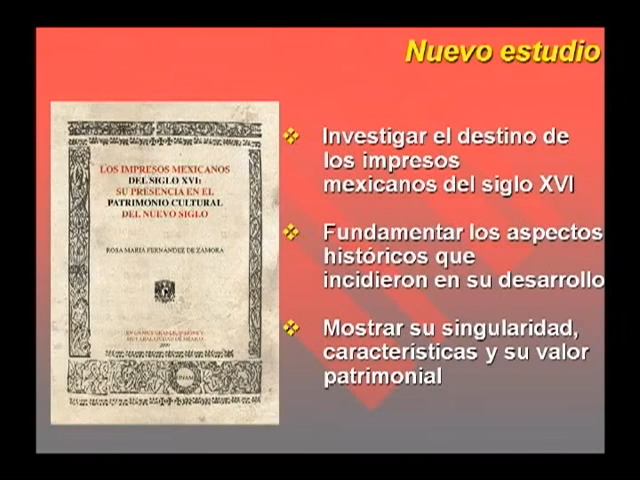 Nuevo estudio
LOS IMPRESOS MEXICANOS
DEL SIGLO XVI:
SU PRESENCIA EN EL
PATRIMONIO CULTURAL
DEL NUEVO SIGLO
ROSA MARÍA FERNÁNDEZ DE ZAMORA
Investigar el destino de
los impresos
mexicanos del siglo XVI
Fundamentar los aspectos
históricos que
incidieron en su desarrollo
Mostrar su singularidad,
características y su valor
patrimonial